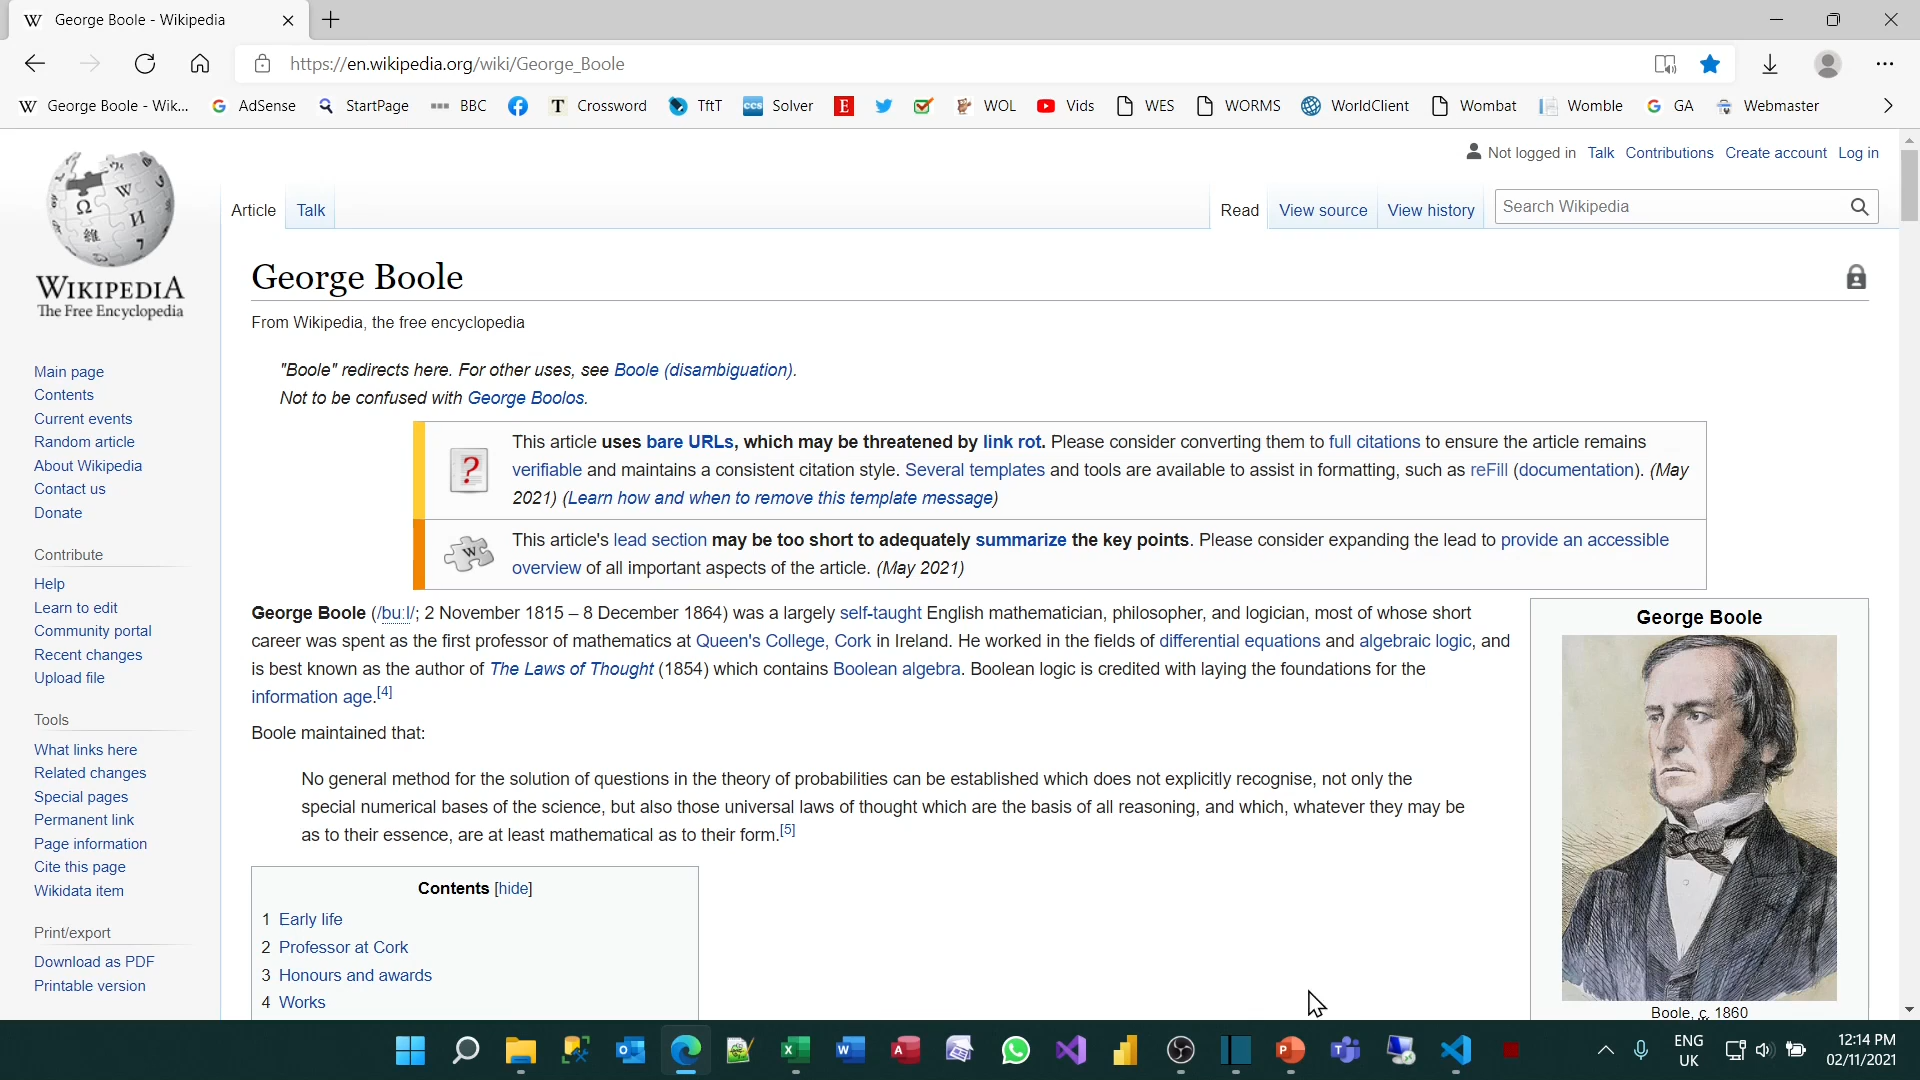 George Boole - Wikipedia
https://en.wikipedia.org/wiki/George_Boole
George Boole - Wik... AdSense StartPage BBC Crossword TftT Solver WOL Vids WES WORMS WorldClient Wombat Womble GA Webmaster
Not logged in Talk Contributions Create account Log in
Article Talk Read View source View history Search Wikipedia
WIKIPEDIA
The Free Encyclopedia
Main page
Contents
Current events
Random article
About Wikipedia
Contact us
Donate
Contribute
Help
Learn to edit
Community portal
Recent changes
Upload file
Tools
What links here
Related changes
Special pages
Permanent link
Page information
Cite this page
Wikidata item
Print/export
Download as PDF
Printable version
George Boole
From Wikipedia, the free encyclopedia
"Boole" redirects here. For other uses, see Boole (disambiguation).
Not to be confused with George Boolos.
This article uses bare URLs, which may be threatened by link rot. Please consider converting them to full citations to ensure the article remains
verifiable and maintains a consistent citation style. Several templates and tools are available to assist in formatting, such as reFill (documentation). (May
2021) (Learn how and when to remove this template message)
This article's lead section may be too short to adequately summarize the key points. Please consider expanding the lead to provide an accessible
overview of all important aspects of the article. (May 2021)
George Boole (/buːl/; 2 November 1815 – 8 December 1864) was a largely self-taught English mathematician, philosopher, and logician, most of whose short
career was spent as the first professor of mathematics at Queen's College, Cork in Ireland. He worked in the fields of differential equations and algebraic logic, and
is best known as the author of The Laws of Thought (1854) which contains Boolean algebra. Boolean logic is credited with laying the foundations for the
information age.[4]
Boole maintained that:
No general method for the solution of questions in the theory of probabilities can be established which does not explicitly recognise, not only the
special numerical bases of the science, but also those universal laws of thought which are the basis of all reasoning, and which, whatever they may be
as to their essence, are at least mathematical as to their form.[5]
Contents [hide]
1 Early life
2 Professor at Cork
3 Honours and awards
4 Works
George Boole
Boole, c. 1860
ENG
UK
12:14 PM
02/11/2021